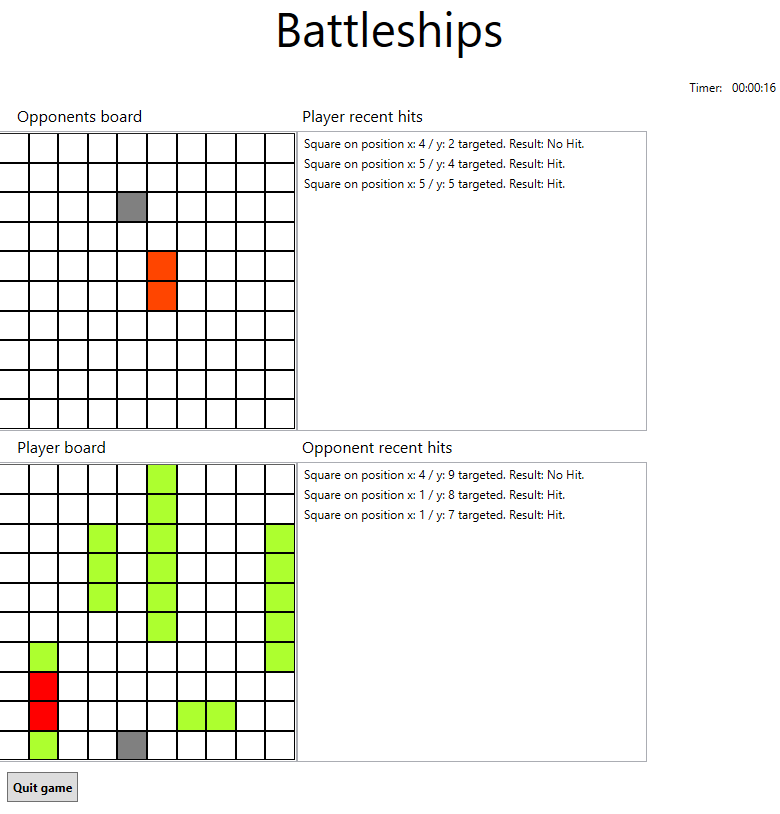 Battleships
Timer: 00:00:16
Opponents board
Player recent hits
Square on position x: 4 / y: 2 targeted. Result: No Hit.
Square on position x: 5 / y: 4 targeted. Result: Hit.
Square on position x: 5 / y: 5 targeted. Result: Hit.
Player board
Opponent recent hits
Square on position x: 4 / y: 9 targeted. Result: No Hit.
Square on position x: 1 / y: 8 targeted. Result: Hit.
Square on position x: 1 / y: 7 targeted. Result: Hit.
Quit game